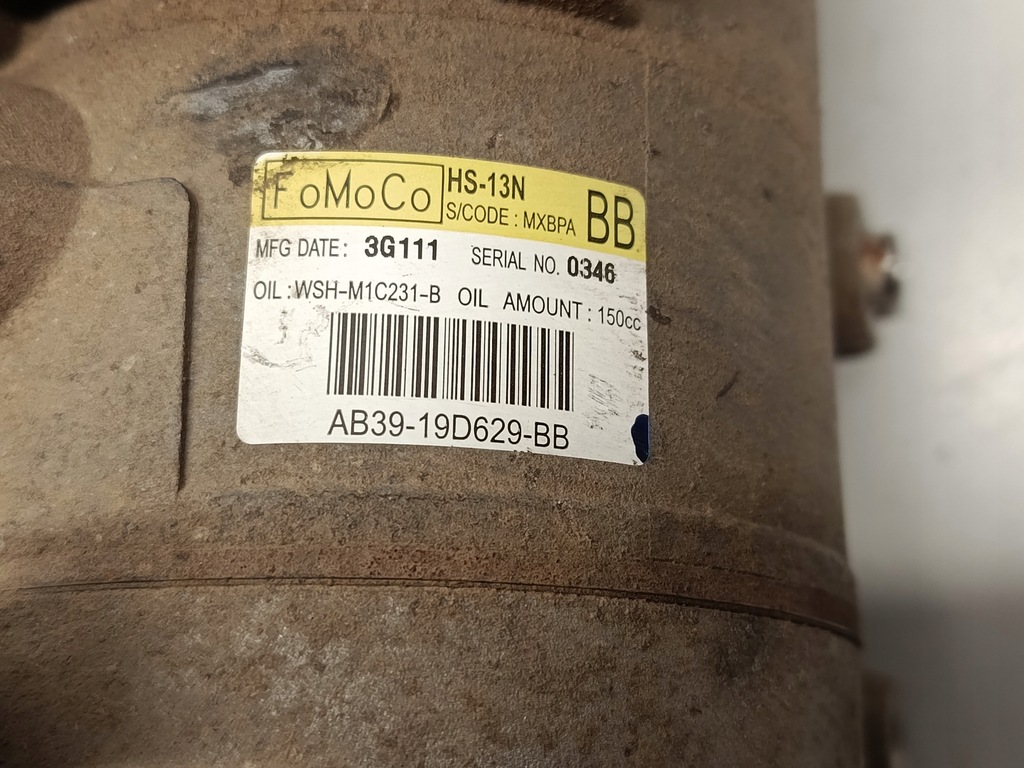 FoMoCo HS-13N
S/CODE : MXBPA BB
MFG DATE: 3G111 SERIAL NO. 0346
OIL : WSH-M1C231-B OIL AMOUNT : 150cc
AB39-19D629-BB